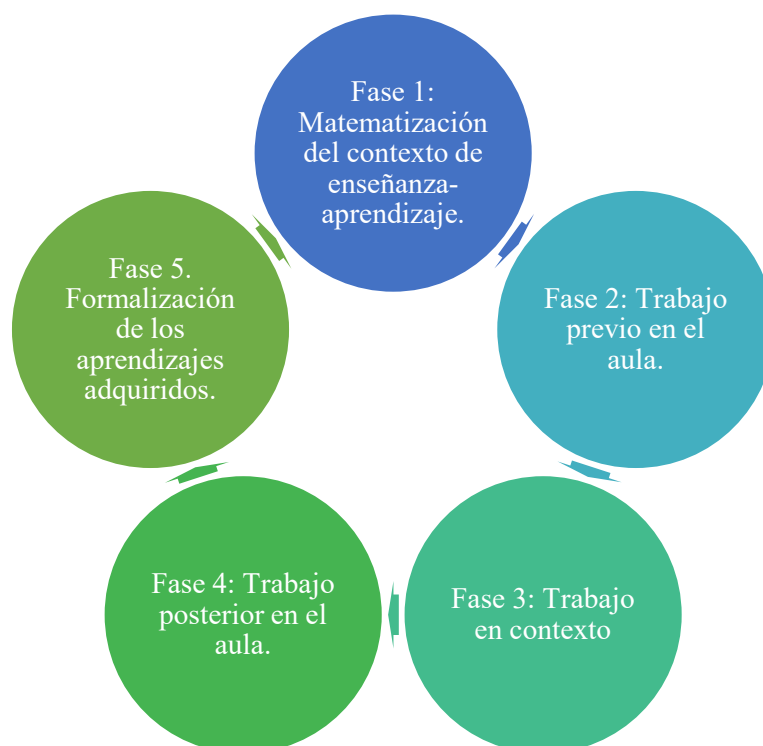 Fase 1:
Matematización
del contexto de
enseñanza-
aprendizaje.
Fase 2: Trabajo
previo en el
aula.
Fase 3: Trabajo
en contexto
Fase 4: Trabajo
posterior en el
aula.
Fase 5.
Formalización
de los
aprendizajes
adquiridos.